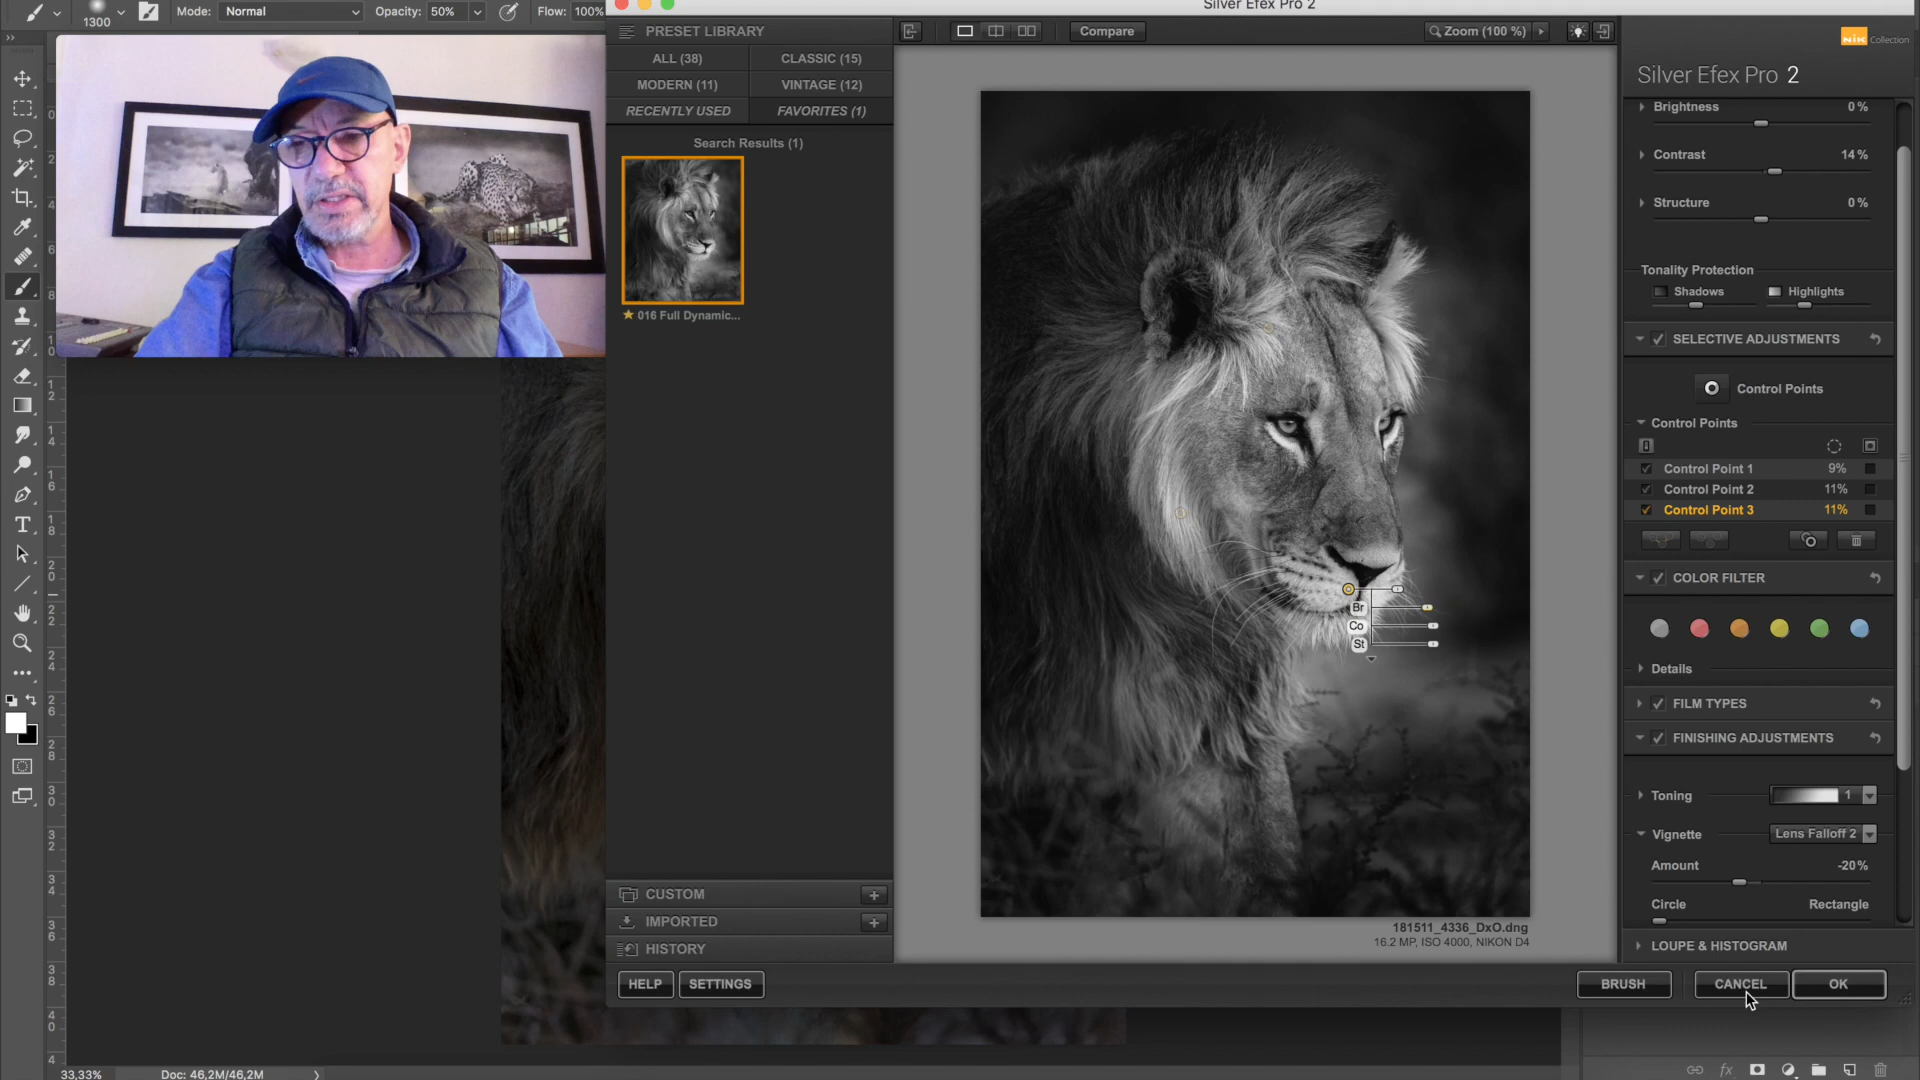 1300
Mode:
Normal
Opacity:
50%
Flow:
100%
Silver Efex Pro 2
PRESET LIBRARY
ALL (38)
CLASSIC (15)
MODERN (11)
VINTAGE (12)
RECENTLY USED
FAVORITES (1)
Search Results (1)
016 Full Dynamic...
CUSTOM
IMPORTED
HISTORY
HELP
SETTINGS
Compare
Zoom (100 %)
Br
Co
St
181511_4336_DxO.dng
16.2 MP, ISO 4000, NIKON D4
Nik Collection
Silver Efex Pro 2
Brightness
0 %
Contrast
14 %
Structure
0 %
Tonality Protection
Shadows
Highlights
SELECTIVE ADJUSTMENTS
Control Points
Control Points
Control Point 1
9%
Control Point 2
11%
Control Point 3
11%
COLOR FILTER
Details
FILM TYPES
FINISHING ADJUSTMENTS
Toning
1
Vignette
Lens Falloff 2
Amount
-20%
Circle
Rectangle
LOUPE & HISTOGRAM
BRUSH
CANCEL
OK
33,33%
Doc: 46,2M/46,2M
fx